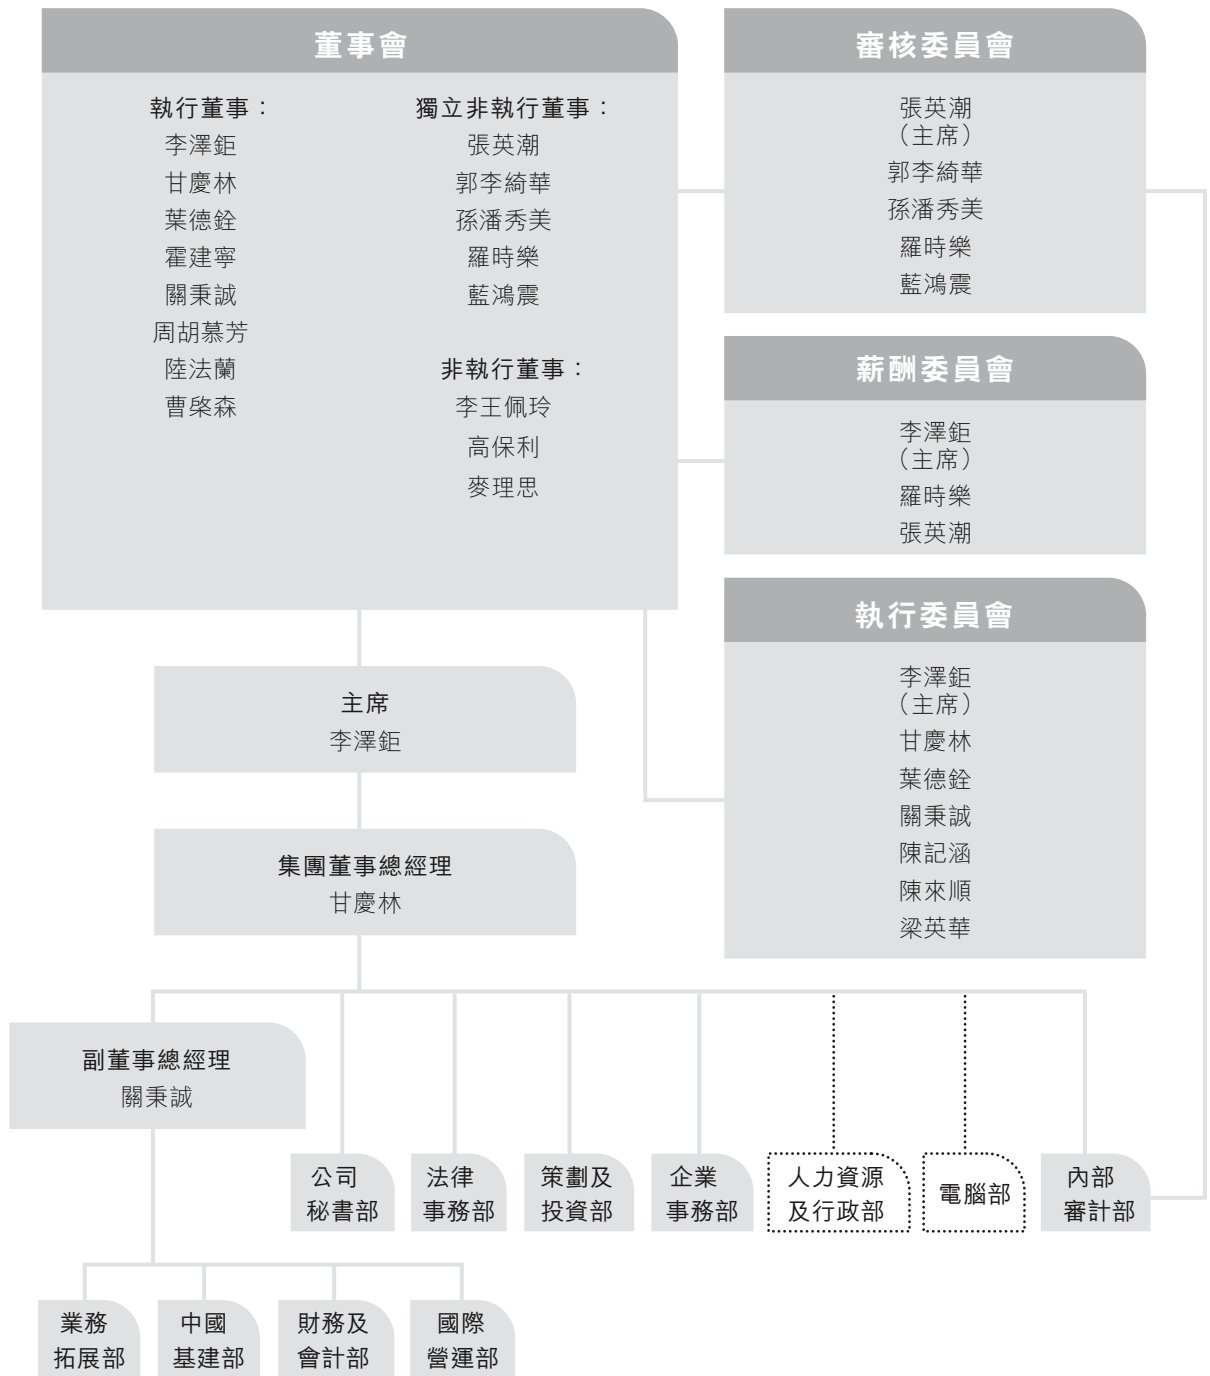 董事會
執行董事：
李澤鉅
甘慶林
葉德銓
霍建寧
關秉誠
周胡慕芳
陸法蘭
曹棨森
獨立非執行董事：
張英潮
郭李綺華
孫潘秀美
羅時樂
藍鴻震
非執行董事：
李王佩玲
高保利
麥理思
審核委員會
張英潮
（主席）
郭李綺華
孫潘秀美
羅時樂
藍鴻震
薪酬委員會
李澤鉅
（主席）
羅時樂
張英潮
執行委員會
李澤鉅
（主席）
甘慶林
葉德銓
關秉誠
陳記涵
陳來順
梁英華
主席
李澤鉅
集團董事總經理
甘慶林
副董事總經理
關秉誠
公司
秘書部
法律
事務部
策劃及
投資部
企業
事務部
人力資源
及行政部
電腦部
內部
審計部
業務
拓展部
中國
基建部
財務及
會計部
國際
營運部